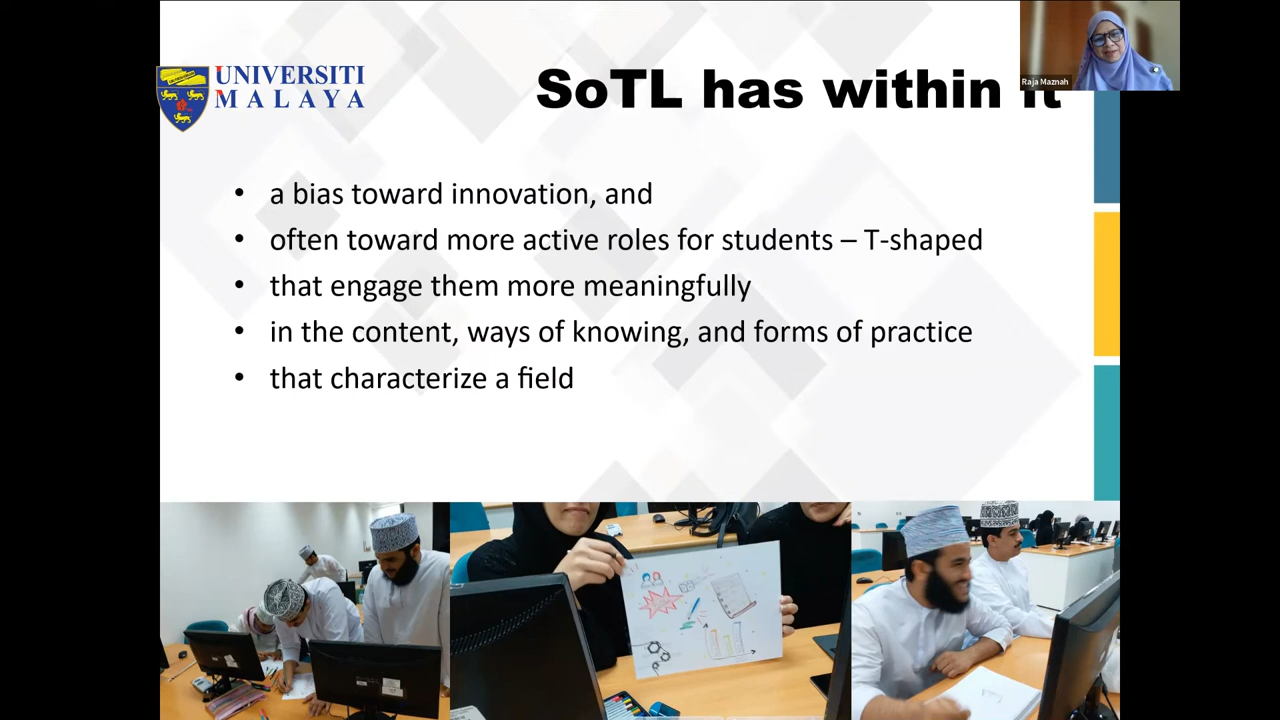 UNIVERSITI
MALAYA
SoTL has within it
Raja Maznah
• a bias toward innovation, and
• often toward more active roles for students – T-shaped
• that engage them more meaningfully
• in the content, ways of knowing, and forms of practice
• that characterize a field